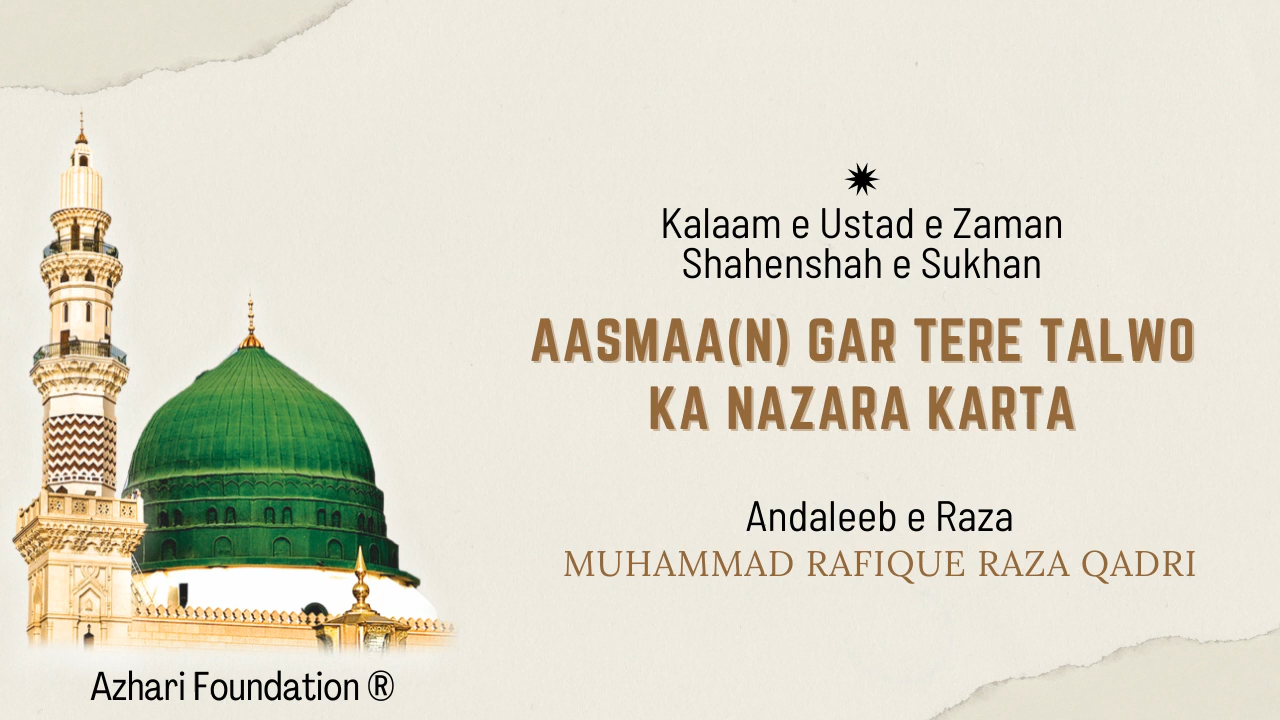 Kalaam e Ustad e Zaman
Shahenshah e Sukhan
AASMAA(N) GAR TERE TALWO
KA NAZARA KARTA
Andaleeb e Raza
MUHAMMAD RAFIQUE RAZA QADRI
Azhari Foundation ®